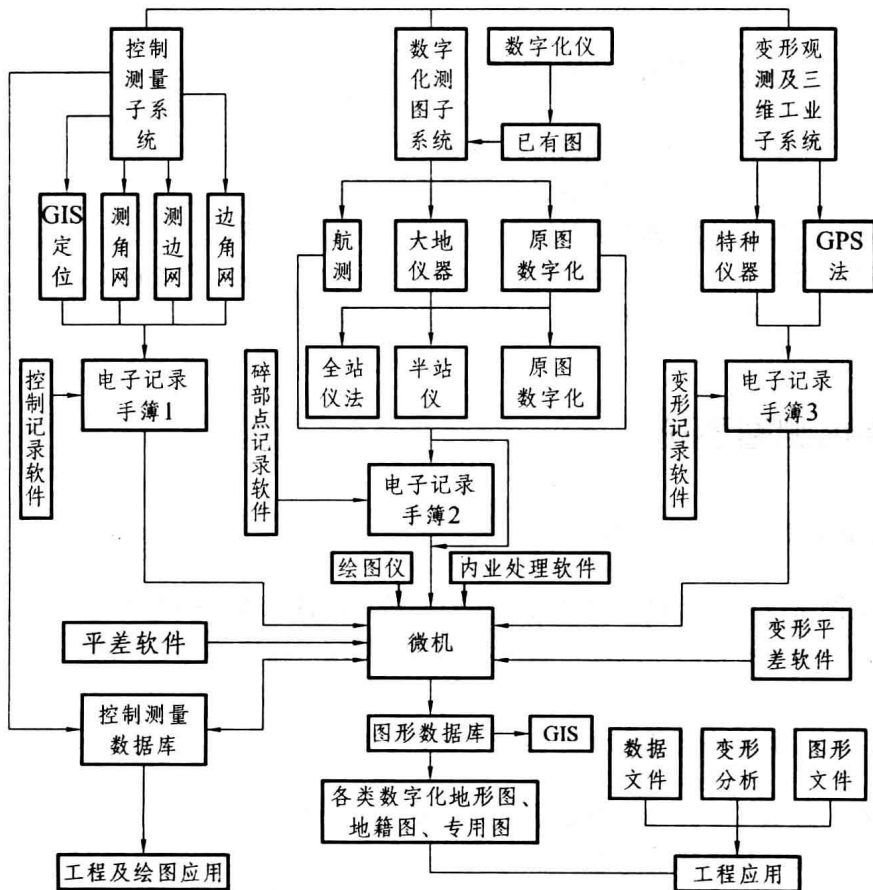 控制
测量
子系
统
数字
化测
图子
系统
数字化仪
已有图
变形观
测及三
维工业
子系统
GIS
定位
测
角
网
测
边
网
边
角
网
航
测
大地
仪器
原图
数字化
特种
仪器
GPS
法
全站
仪法
半站
仪
原图
数字化
控
制
记
录
软
件
电子记录
手簿1
碎
部
点
记
录
软
件
电子记录
手簿2
变
形
记
录
软
件
电子记录
手簿3
绘图仪
内业处理软件
平差软件
微机
变形平
差软件
控制测量
数据库
图形数据库
GIS
数据
文件
变形
分析
图形
文件
各类数字化地形图、
地籍图、专用图
工程及绘图应用
工程应用